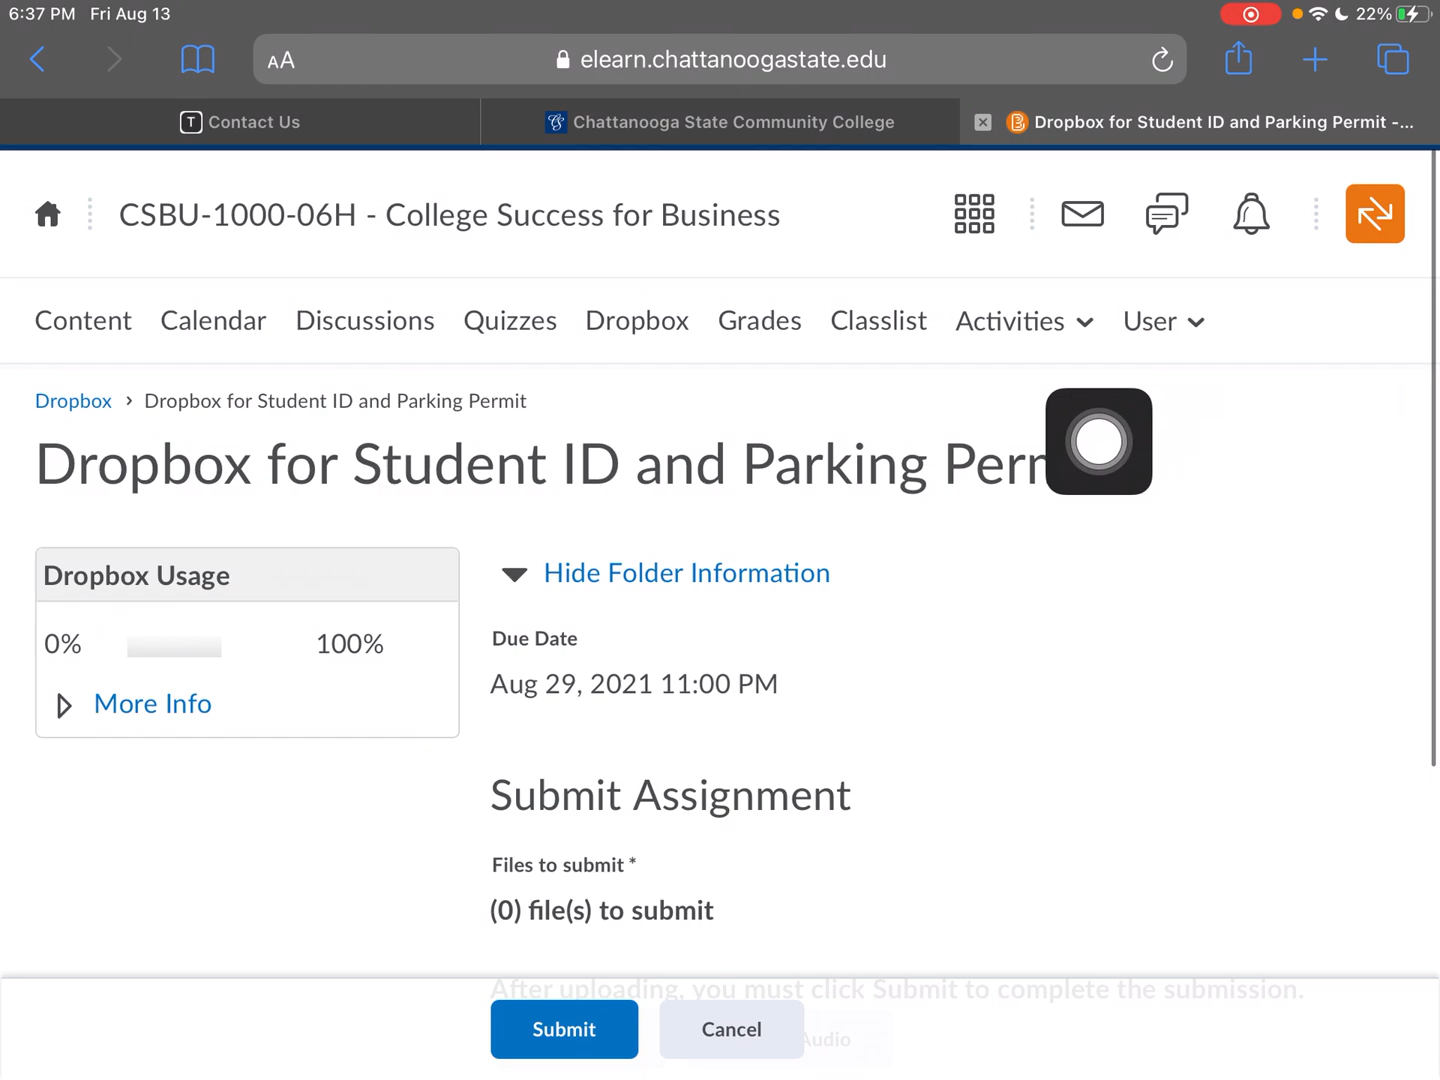 6:37 PM Fri Aug 13
22%
AA elearn.chattanoogastate.edu
T Contact Us
Chattanooga State Community College
Dropbox for Student ID and Parking Permit -...
CSBU-1000-06H - College Success for Business
Content Calendar Discussions Quizzes Dropbox Grades Classlist Activities User
Dropbox > Dropbox for Student ID and Parking Permit
Dropbox for Student ID and Parking
Dropbox Usage
0% 100%
More Info
Hide Folder Information
Due Date
Aug 29, 2021 11:00 PM
Submit Assignment
Files to submit *
(0) file(s) to submit
After uploading, you must click Submit to complete the submission.
Submit Cancel Audio